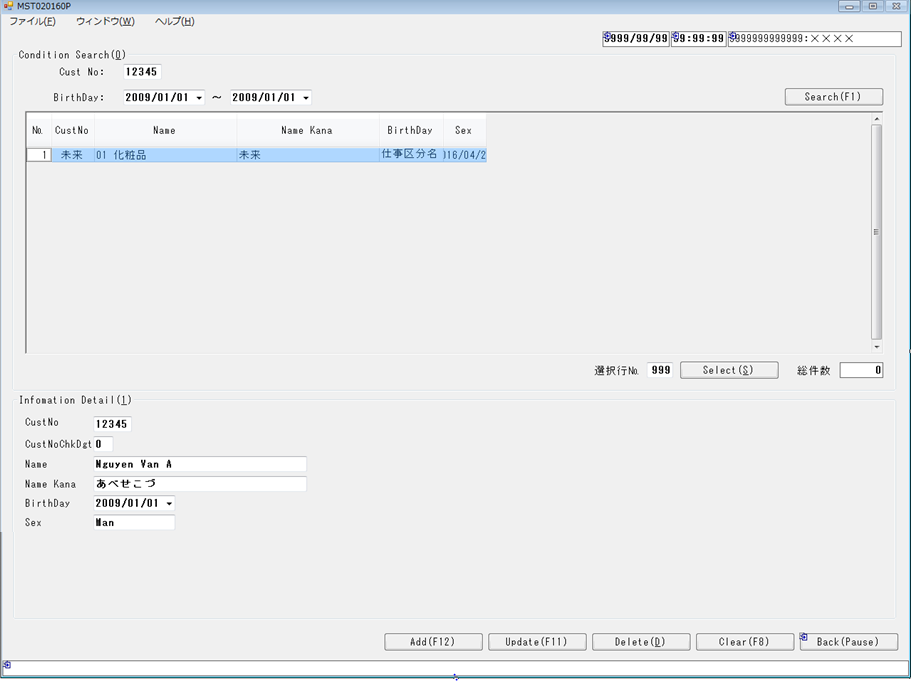 MST020160P
ファイル(F) ウィンドウ(W) ヘルプ(H)
9999/99/99 99:99:99 9999999999999:××××
Condition Search(0)
Cust No: 12345
BirthDay: 2009/01/01 ～ 2009/01/01 Search(F1)
No. CustNo Name Name Kana BirthDay Sex
1 未来 01 化粧品 未来 仕事区分名 )16/04/2
選択行No. 999 Select(S) 総件数 0
Infomation Detail(1)
CustNo 12345
CustNoChkDgt 0
Name Nguyen Van A
Name Kana あべせこづ
BirthDay 2009/01/01
Sex Man
Add(F12) Update(F11) Delete(D) Clear(F8) Back(Pause)